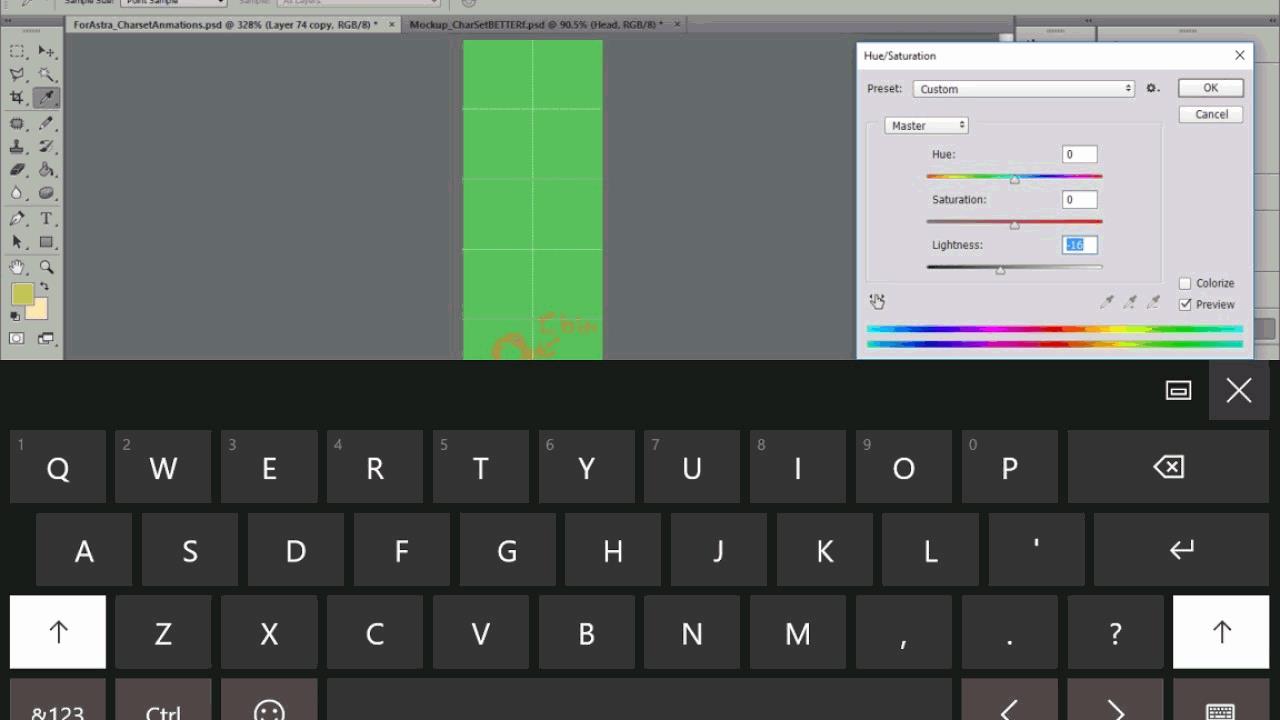 Sample Size: Point Sample Sample: All Layers
ForAstra_CharsetAnmations.psd @ 328% (Layer 74 copy, RGB/8) * × Mockup_CharSetBETTERf.psd @ 90.5% (Head, RGB/8) * ×
Hue/Saturation
Preset: Custom OK
Cancel
Master
Hue: 0
Saturation: 0
Lightness: -16
Colorize
Preview
T
1 Q 2 W 3 E 4 R 5 T 6 Y 7 U 8 I 9 O 0 P
A S D F G H J K L '
Z X C V B N M , . ?
&123 Ctrl